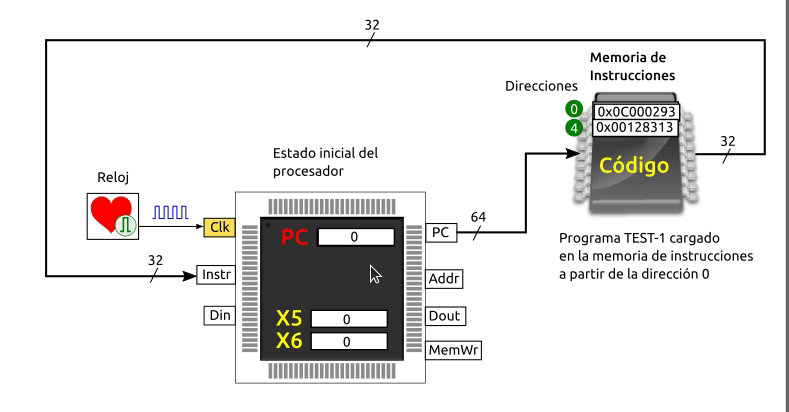 32
Memoria de
Instrucciones
Direcciones
0
0x0C000293
4
0x00128313
32
Código
Estado inicial del
procesador
Reloj
Clk
PC
0
PC
64
Programa TEST-1 cargado
en la memoria de instrucciones
a partir de la dirección 0
32
Instr
Addr
Din
X5
0
Dout
X6
0
MemWr